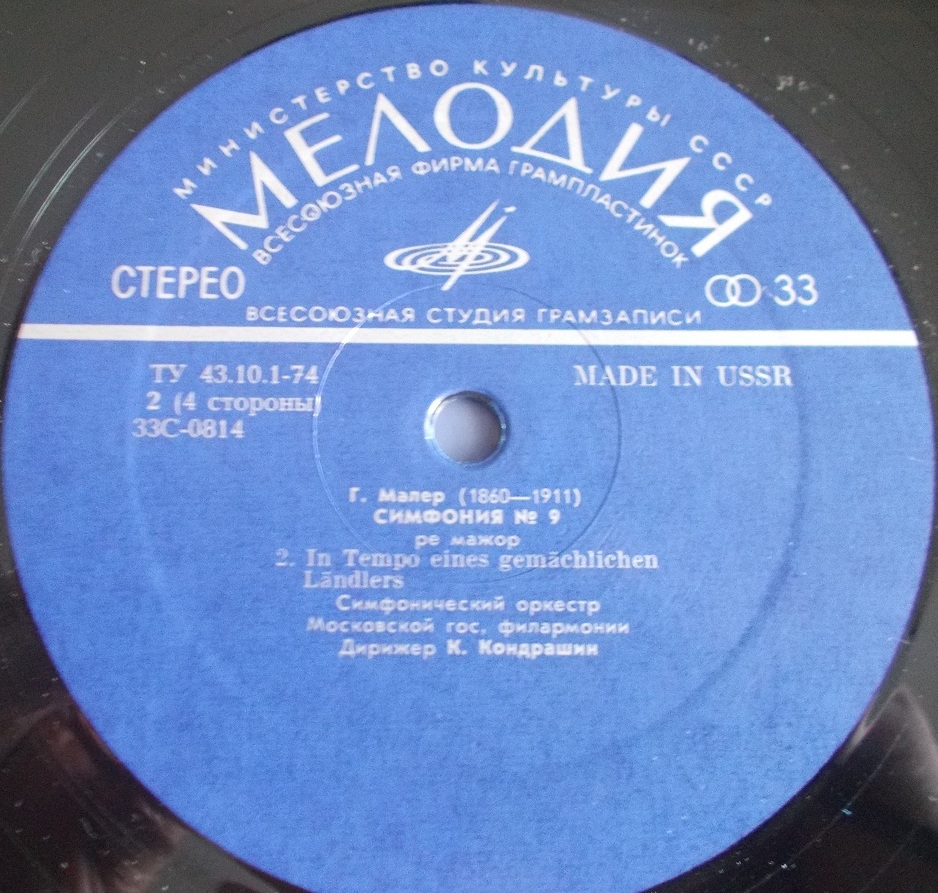 МИНИСТЕРСТВО КУЛЬТУРЫ СССР
МЕЛОДИЯ
ВСЕСОЮЗНАЯ ФИРМА ГРАМПЛАСТИНОК
СТЕРЕО
33
ВСЕСОЮЗНАЯ СТУДИЯ ГРАМЗАПИСИ
ТУ 43.10.1-74
MADE IN USSR
2 (4 стороны)
33С-0814
Г. Малер (1860—1911)
СИМФОНИЯ № 9
ре мажор
2. In Tempo eines gemächlichen
Ländlers
Симфонический оркестр
Московской гос. филармонии
Дирижер К. Кондрашин